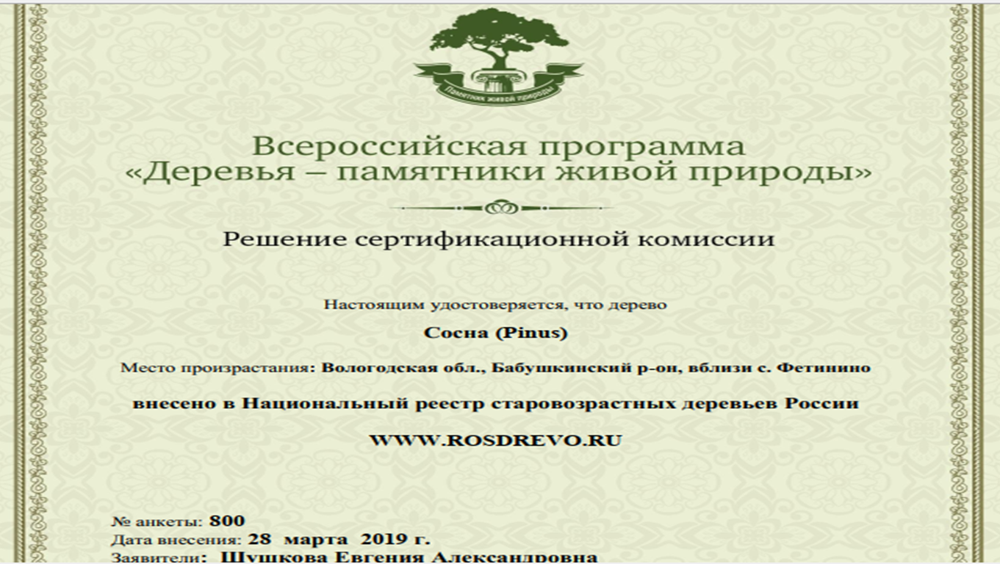 Памятник живой природы
Всероссийская программа
«Деревья – памятники живой природы»
Решение сертификационной комиссии
Настоящим удостоверяется, что дерево
Сосна (Pinus)
Место произрастания: Вологодская обл., Бабушкинский р-он, вблизи с. Фетинино
внесено в Национальный реестр старовозрастных деревьев России
WWW.ROSDREVO.RU
№ анкеты: 800
Дата внесения: 28 марта 2019 г.
Заявители: Шушкова Евгения Александровна